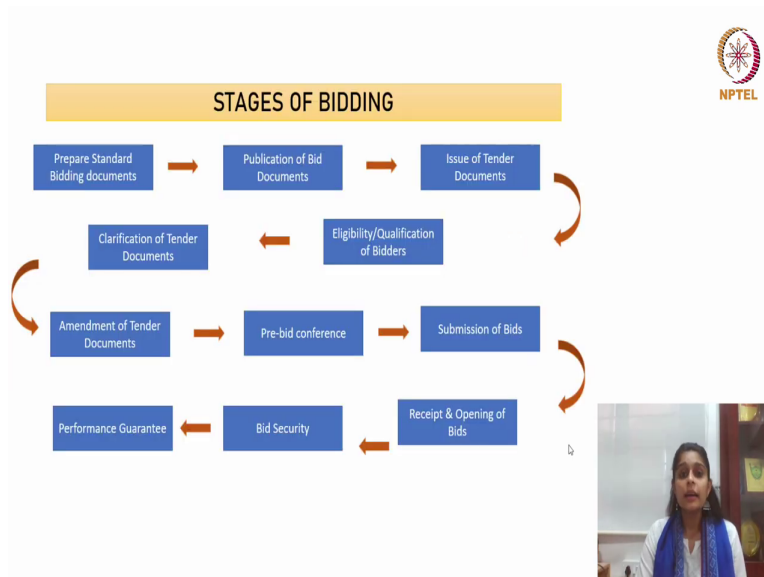 NPTEL
STAGES OF BIDDING
Prepare Standard
Bidding documents
Publication of Bid
Documents
Issue of Tender
Documents
Eligibility/Qualification
of Bidders
Clarification of Tender
Documents
Amendment of Tender
Documents
Pre-bid conference
Submission of Bids
Receipt & Opening of
Bids
Bid Security
Performance Guarantee